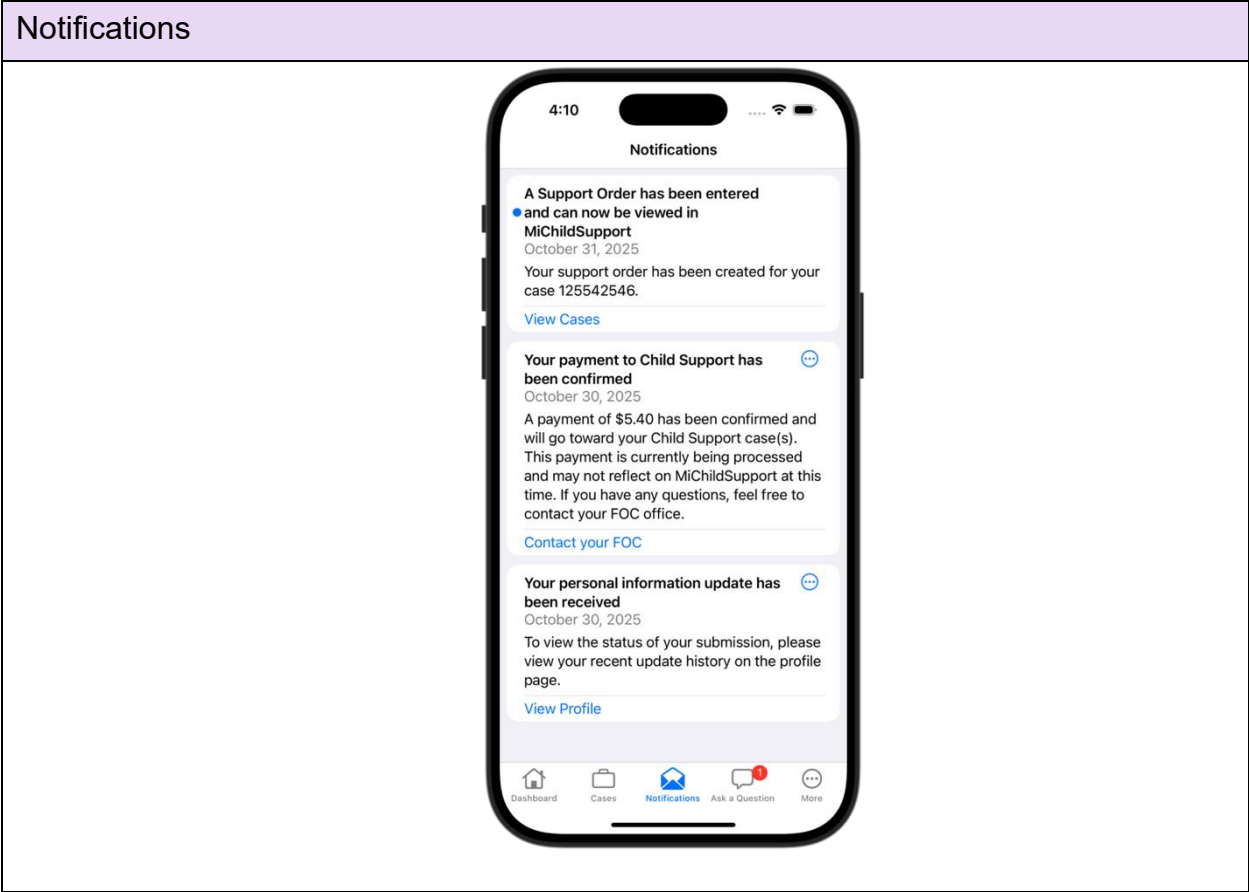 Notifications
4:10
Notifications
A Support Order has been entered
and can now be viewed in
MiChildSupport
October 31, 2025
Your support order has been created for your
case 125542546.
View Cases
Your payment to Child Support has
been confirmed
October 30, 2025
A payment of $5.40 has been confirmed and
will go toward your Child Support case(s).
This payment is currently being processed
and may not reflect on MiChildSupport at this
time. If you have any questions, feel free to
contact your FOC office.
Contact your FOC
Your personal information update has
been received
October 30, 2025
To view the status of your submission, please
view your recent update history on the profile
page.
View Profile
1
Dashboard Cases Notifications Ask a Question More